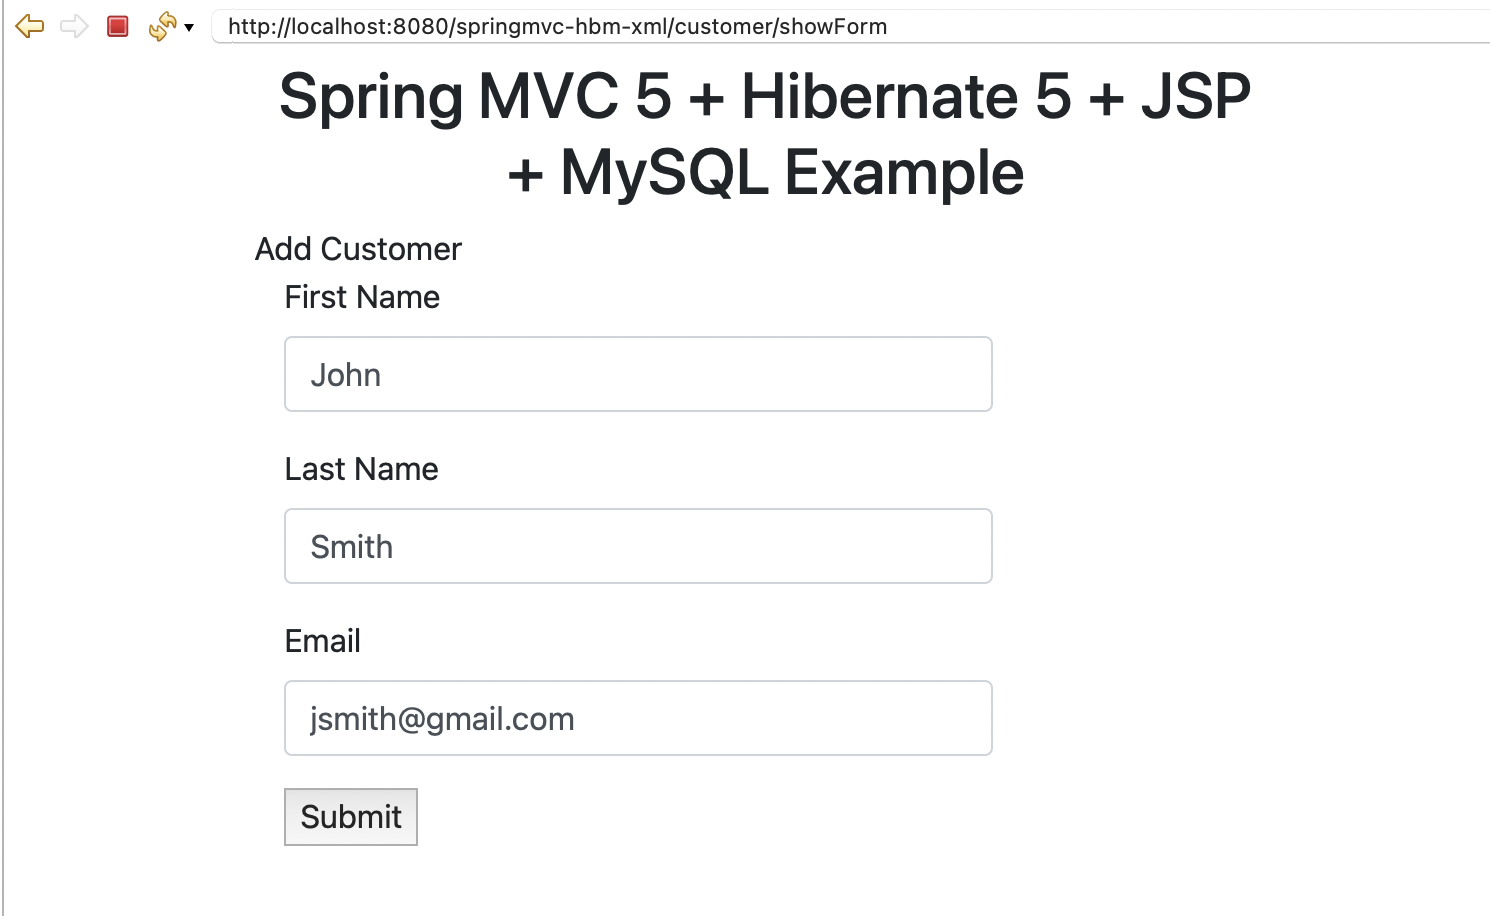 http://localhost:8080/springmvc-hbm-xml/customer/showForm
Spring MVC 5 + Hibernate 5 + JSP
+ MySQL Example
Add Customer
First Name
John
Last Name
Smith
Email
jsmith@gmail.com
Submit